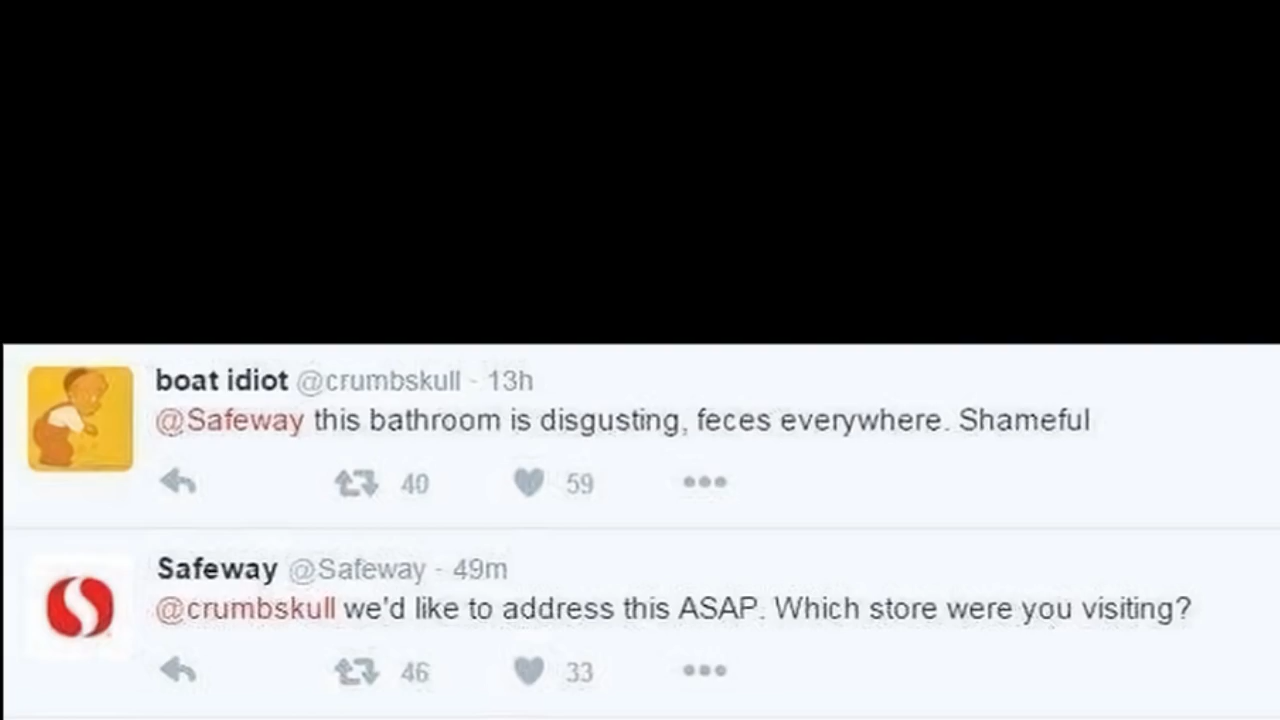 boat idiot @crumbskull - 13h
@Safeway this bathroom is disgusting, feces everywhere. Shameful
40 59
Safeway @Safeway - 49m
@crumbskull we'd like to address this ASAP. Which store were you visiting?
46 33